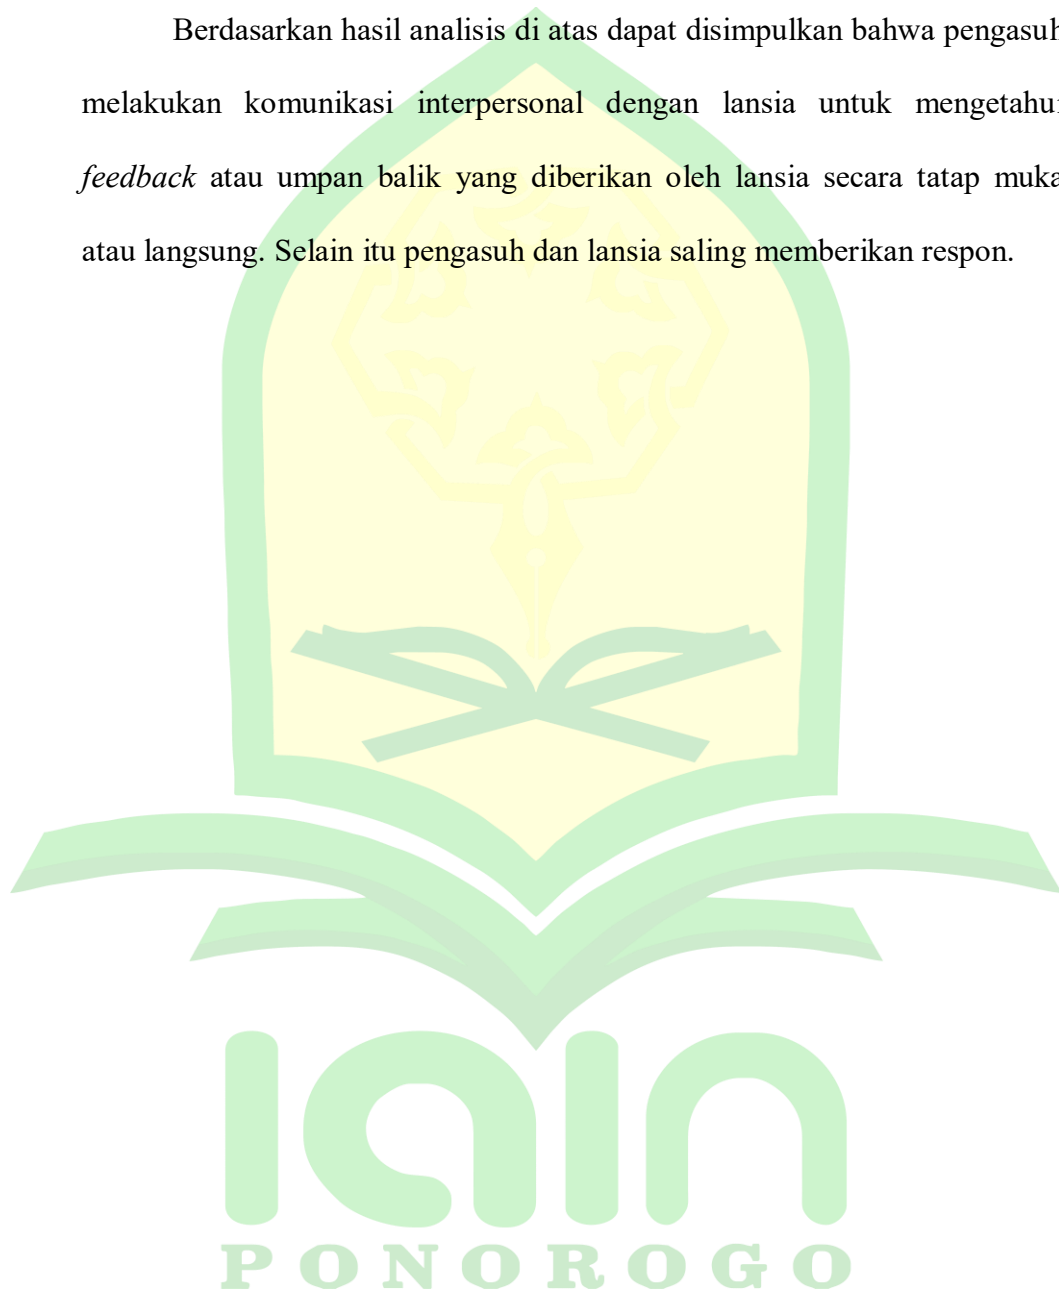 Berdasarkan hasil analisis di atas dapat disimpulkan bahwa pengasuh
melakukan komunikasi interpersonal dengan lansia untuk mengetahui
feedback atau umpan balik yang diberikan oleh lansia secara tatap muka
atau langsung. Selain itu pengasuh dan lansia saling memberikan respon.
IAIN
PONOROGO